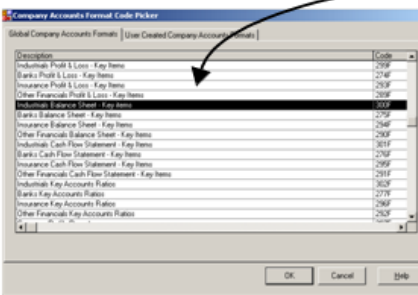 Company Accounts Format Code Picker
Global Company Accounts Formats User Created Company Accounts Formats
Description Code
Industrials Profit & Loss - Key Items 299F
Banks Profit & Loss - Key Items 274F
Insurance Profit & Loss - Key Items 293F
Other Financials Profit & Loss - Key Items 289F
Industrials Balance Sheet - Key Items 300F
Banks Balance Sheet - Key Items 275F
Insurance Balance Sheet - Key Items 294F
Other Financials Balance Sheet - Key Items 290F
Industrials Cash Flow Statement - Key Items 301F
Banks Cash Flow Statement - Key Items 276F
Insurance Cash Flow Statement - Key Items 295F
Other Financials Cash Flow Statement - Key Items 291F
Industrials Key Accounts Ratios 302F
Banks Key Accounts Ratios 277F
Insurance Key Accounts Ratios 296F
Other Financials Key Accounts Ratios 292F
OK Cancel Help